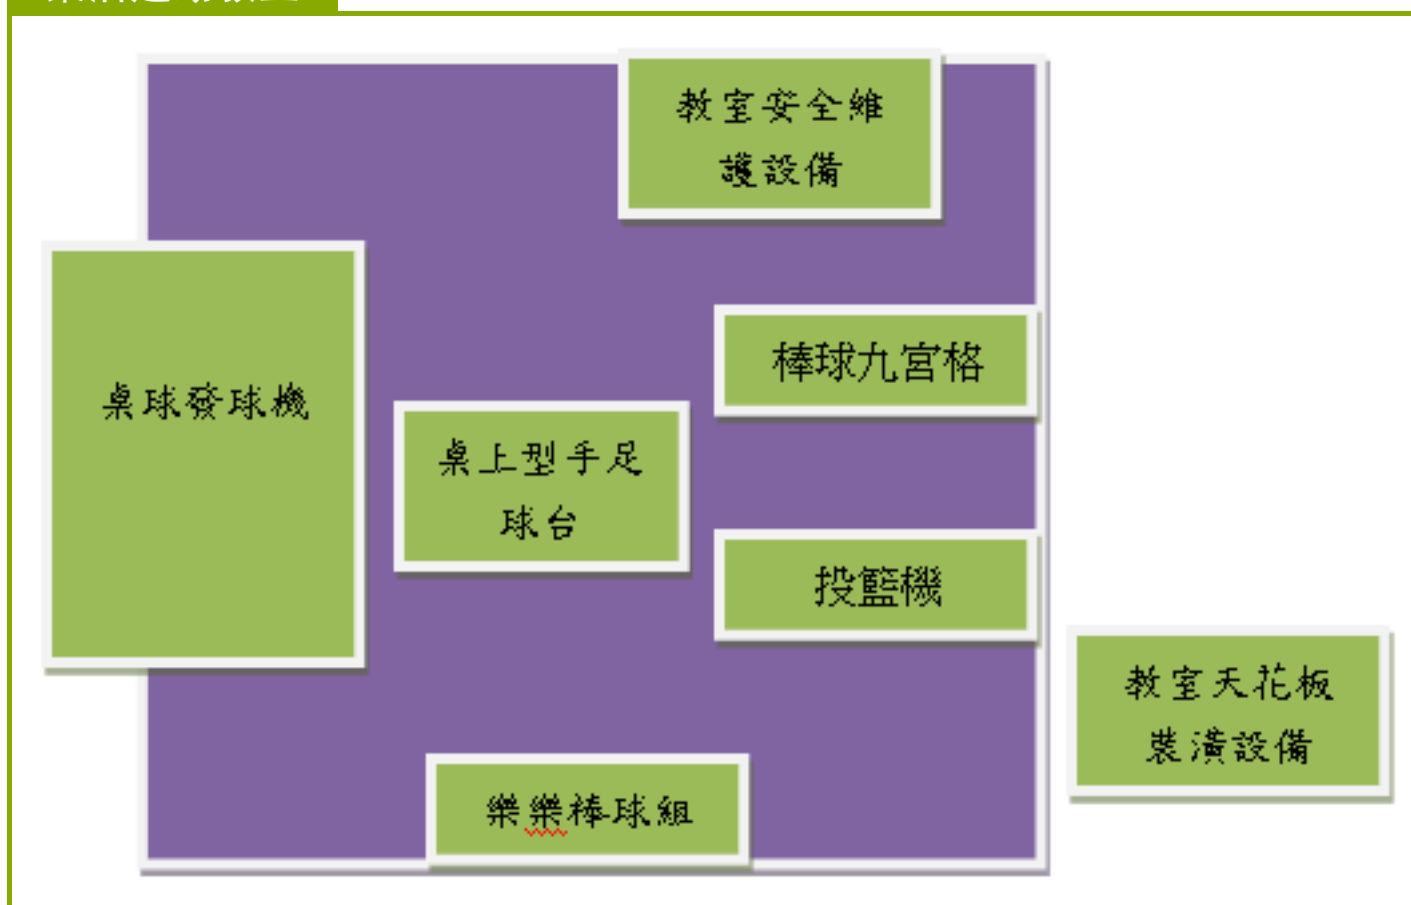 教室安全維
護設備
棒球九宮格
桌球發球機
桌上型手足
球台
投籃機
教室天花板
裝潢設備
樂樂棒球組